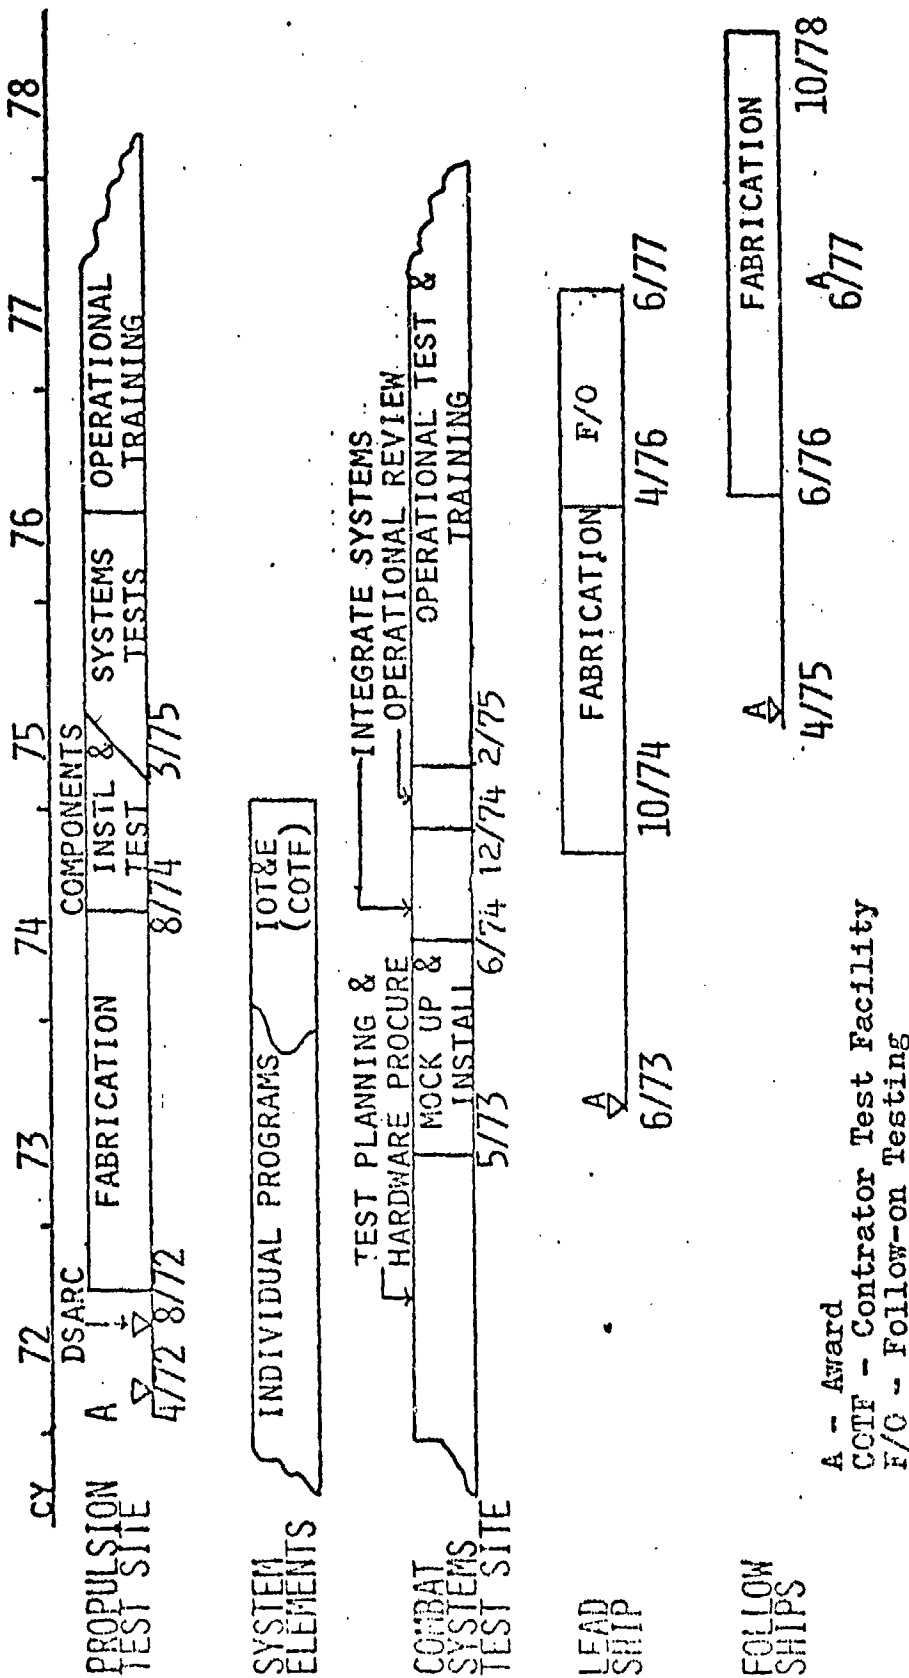 CY 72 73 74 75 76 77 78
PROPULSION
TEST SITE
A
DSARC
I
4/72 8/72
FABRICATION
8/74
COMPONENTS
INSTL &
TEST
3/75
SYSTEMS
TESTS
OPERATIONAL
TRAINING
SYSTEM
ELEMENTS
INDIVIDUAL PROGRAMS
IOT&E
(COTF)
COMBAT
SYSTEMS
TEST SITE
TEST PLANNING &
HARDWARE PROCURE
5/73
MOCK UP &
INSTALL
6/74 12/74 2/75
INTEGRATE SYSTEMS
OPERATIONAL REVIEW
OPERATIONAL TEST &
TRAINING
LEAD
SHIP
A
6/73
10/74
FABRICATION
4/76
F/O
6/77
FOLLOW
SHIPS
A
4/75
6/76
FABRICATION
A
6/77
10/78
A - Award
COTF - Contrator Test Facility
F/O - Follow-on Testing